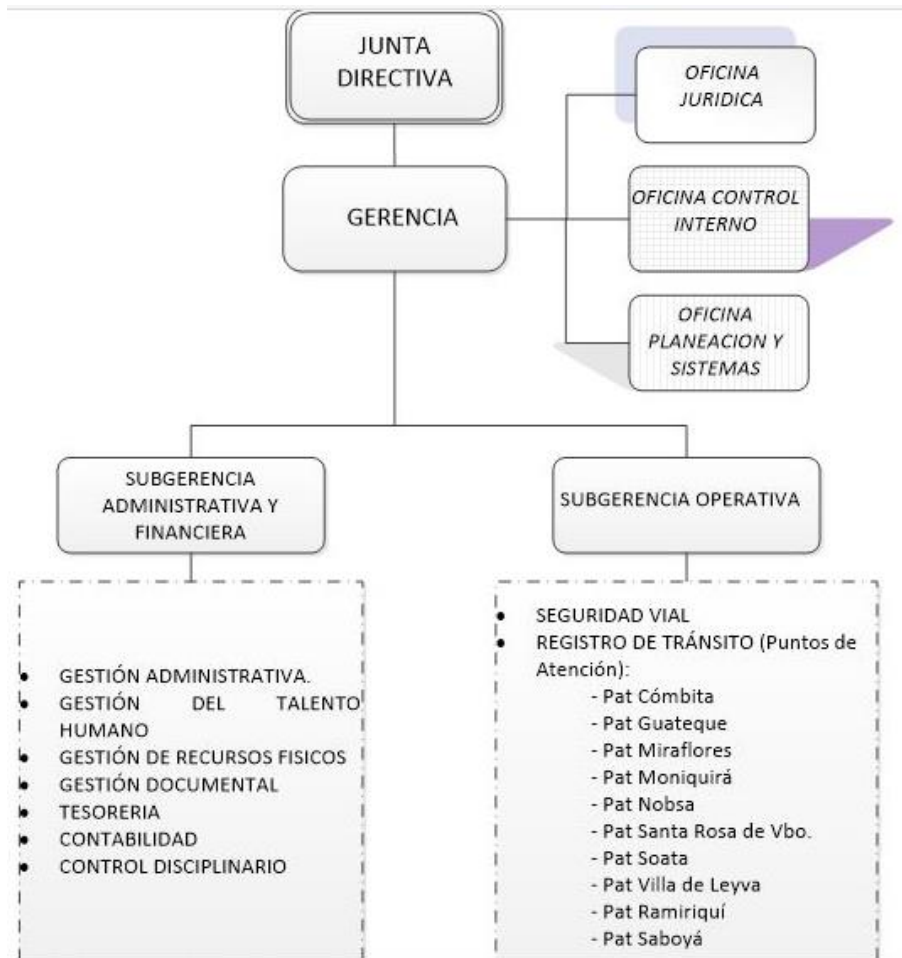 JUNTA
DIRECTIVA
OFICINA
JURIDICA
GERENCIA
OFICINA CONTROL
INTERNO
OFICINA
PLANEACION Y
SISTEMAS
SUBGERENCIA
ADMINISTRATIVA Y
FINANCIERA
SUBGERENCIA OPERATIVA
• GESTIÓN ADMINISTRATIVA.
• GESTIÓN DEL TALENTO
HUMANO
• GESTIÓN DE RECURSOS FISICOS
• GESTIÓN DOCUMENTAL
• TESORERIA
• CONTABILIDAD
• CONTROL DISCIPLINARIO
• SEGURIDAD VIAL
• REGISTRO DE TRÁNSITO (Puntos de
Atención):
- Pat Cómbita
- Pat Guateque
- Pat Miraflores
- Pat Moniquirá
- Pat Nobsa
- Pat Santa Rosa de Vbo.
- Pat Soata
- Pat Villa de Leyva
- Pat Ramiriquí
- Pat Saboyá